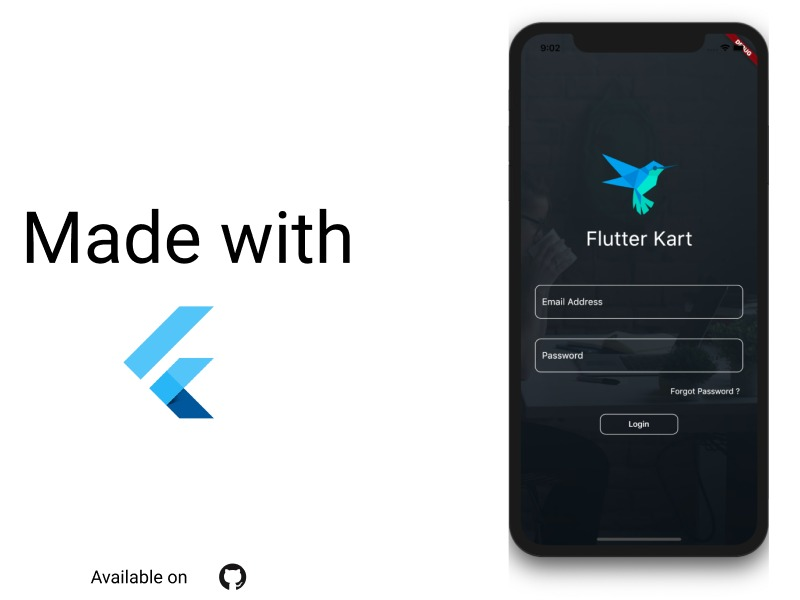 Made with
Available on
9:02
DEBUG
Flutter Kart
Email Address
Password
Forgot Password ?
Login